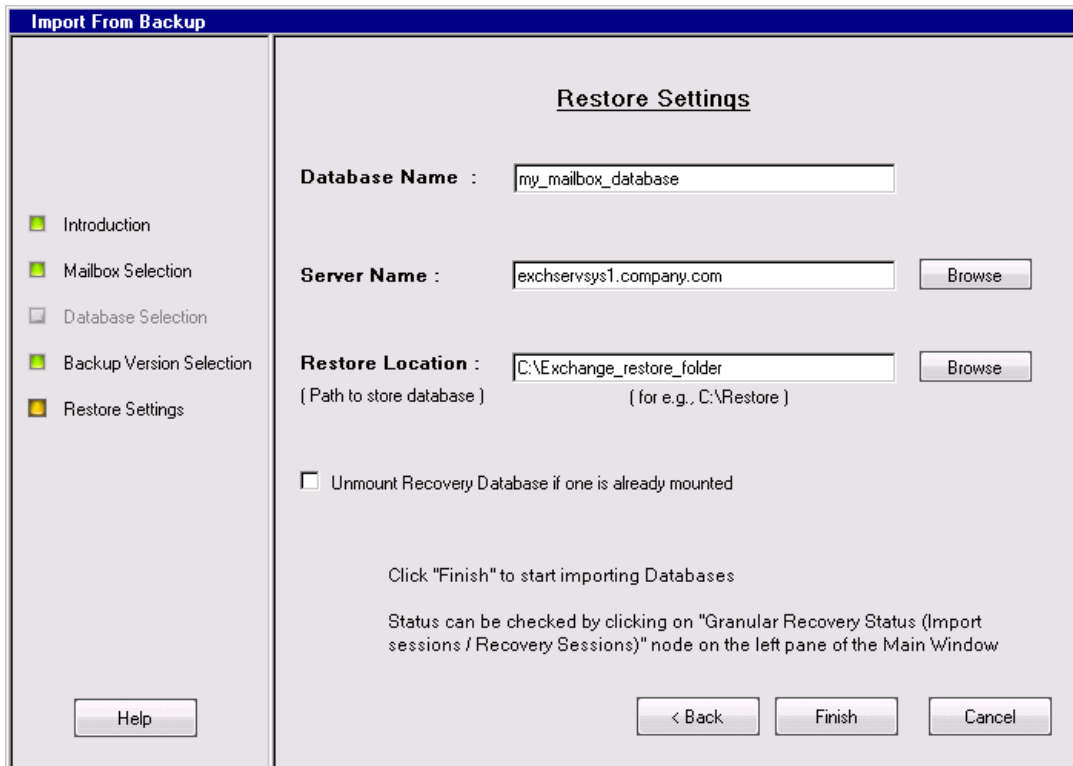 Import From Backup
Introduction
Mailbox Selection
Database Selection
Backup Version Selection
Restore Settings
Help
Restore Settings
Database Name :
my_mailbox_database
Server Name :
exchservsys1.company.com
Browse
Restore Location :
C:\Exchange_restore_folder
Browse
( Path to store database )
( for e.g., C:\Restore )
Unmount Recovery Database if one is already mounted
Click "Finish" to start importing Databases
Status can be checked by clicking on "Granular Recovery Status (Import
sessions / Recovery Sessions)" node on the left pane of the Main Window
< Back
Finish
Cancel